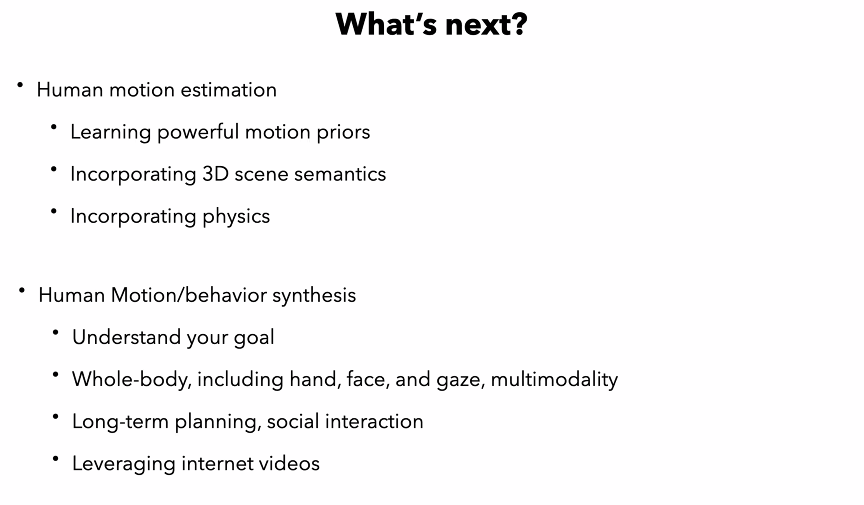 What's next?
• Human motion estimation
• Learning powerful motion priors
• Incorporating 3D scene semantics
• Incorporating physics
• Human Motion/behavior synthesis
• Understand your goal
• Whole-body, including hand, face, and gaze, multimodality
• Long-term planning, social interaction
• Leveraging internet videos